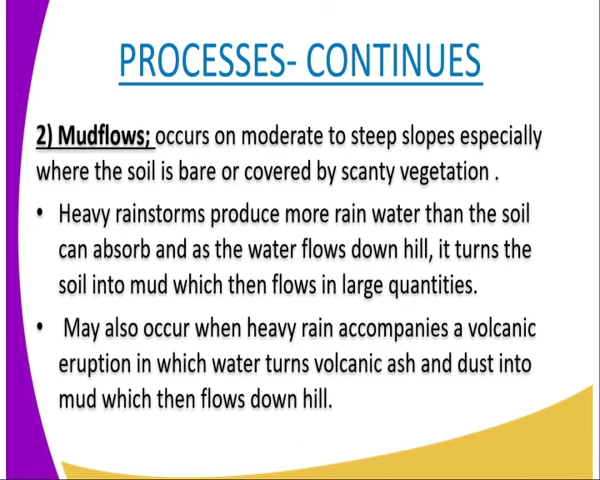 PROCESSES- CONTINUES
2) Mudflows; occurs on moderate to steep slopes especially
where the soil is bare or covered by scanty vegetation .
• Heavy rainstorms produce more rain water than the soil
can absorb and as the water flows down hill, it turns the
soil into mud which then flows in large quantities.
• May also occur when heavy rain accompanies a volcanic
eruption in which water turns volcanic ash and dust into
mud which then flows down hill.